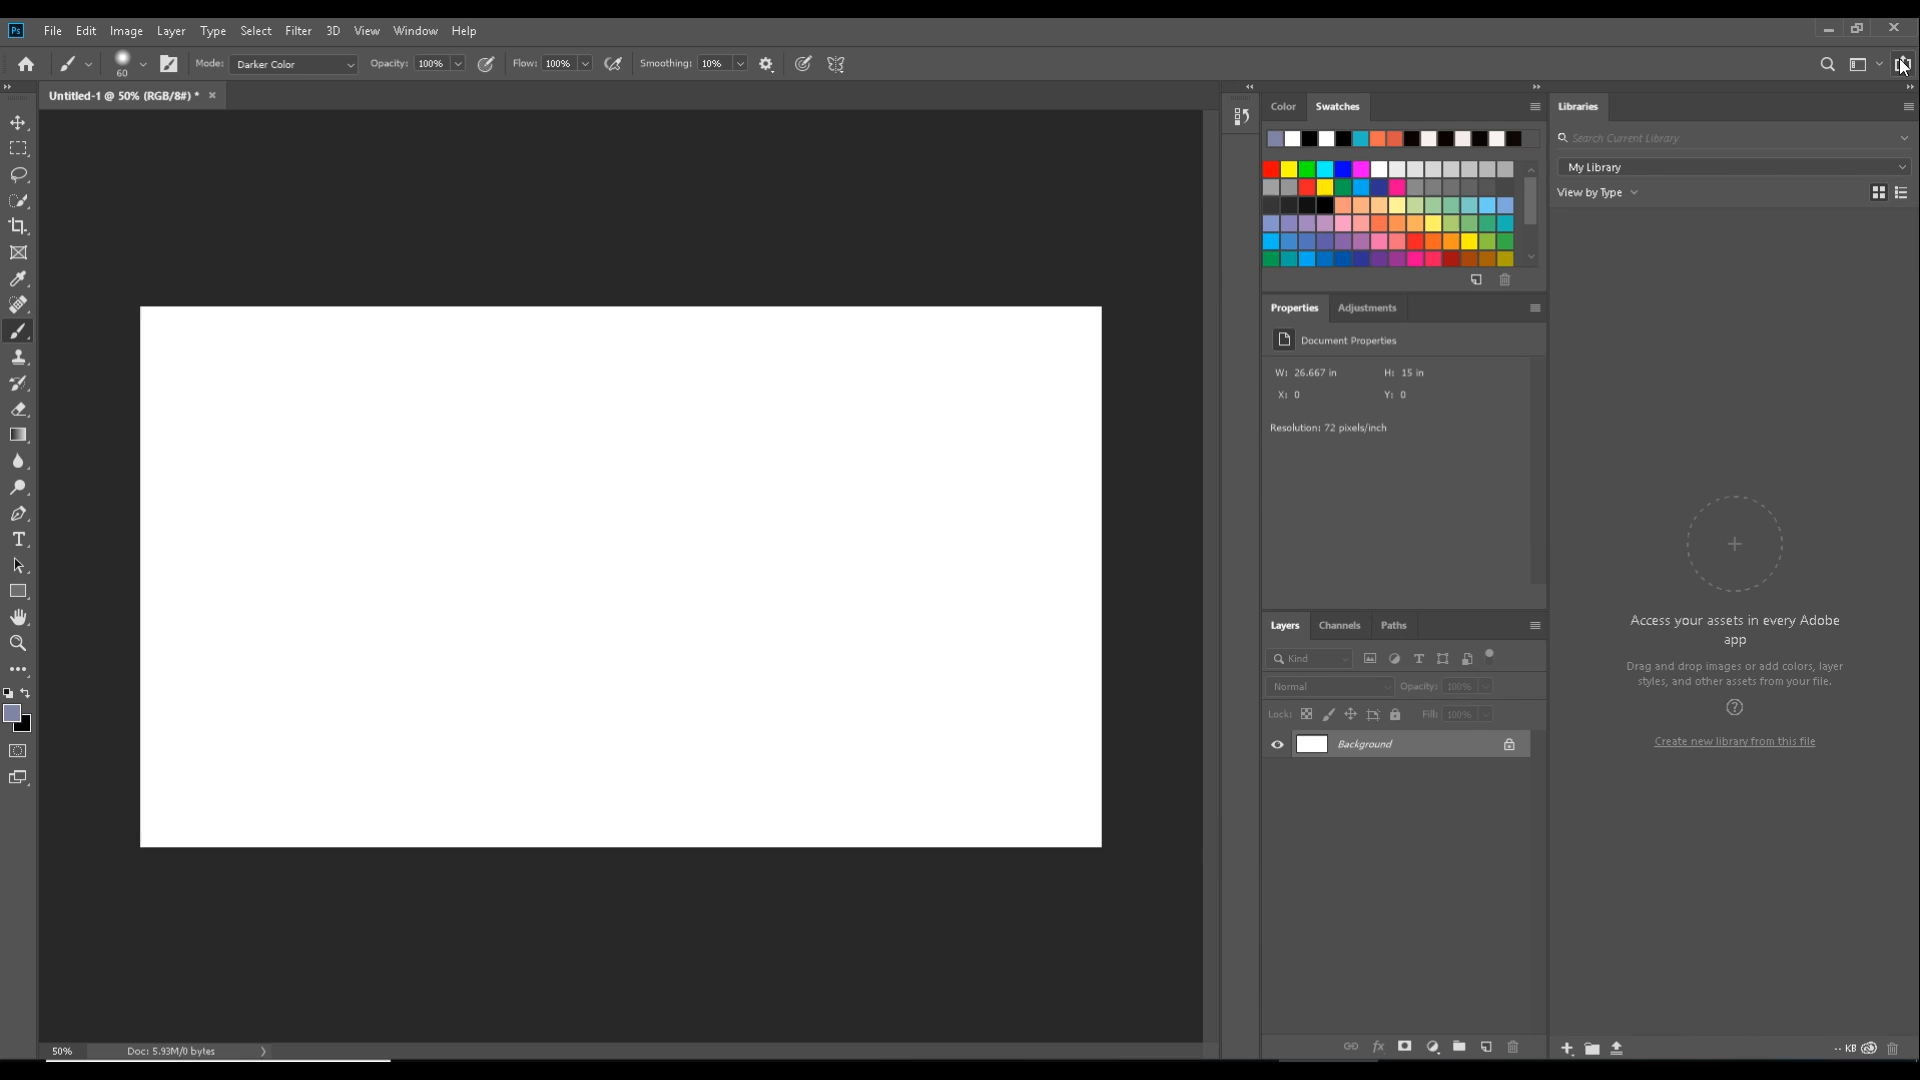 Ps File Edit Image Layer Type Select Filter 3D View Window Help
60 Mode: Darker Color Opacity: 100% Flow: 100% Smoothing: 10%
Untitled-1 @ 50% (RGB/8#) *
Color Swatches
Libraries
Search Current Library
My Library
View by Type
Properties Adjustments
Document Properties
W: 26.667 in H: 15 in
X: 0 Y: 0
Resolution: 72 pixels/inch
Access your assets in every Adobe
app
Drag and drop images or add colors, layer
styles, and other assets from your file.
Create new library from this file
Layers Channels Paths
Kind
Normal Opacity: 100%
Lock: Fill: 100%
Background
fx
-- KB
50% Doc: 5.93M/0 bytes